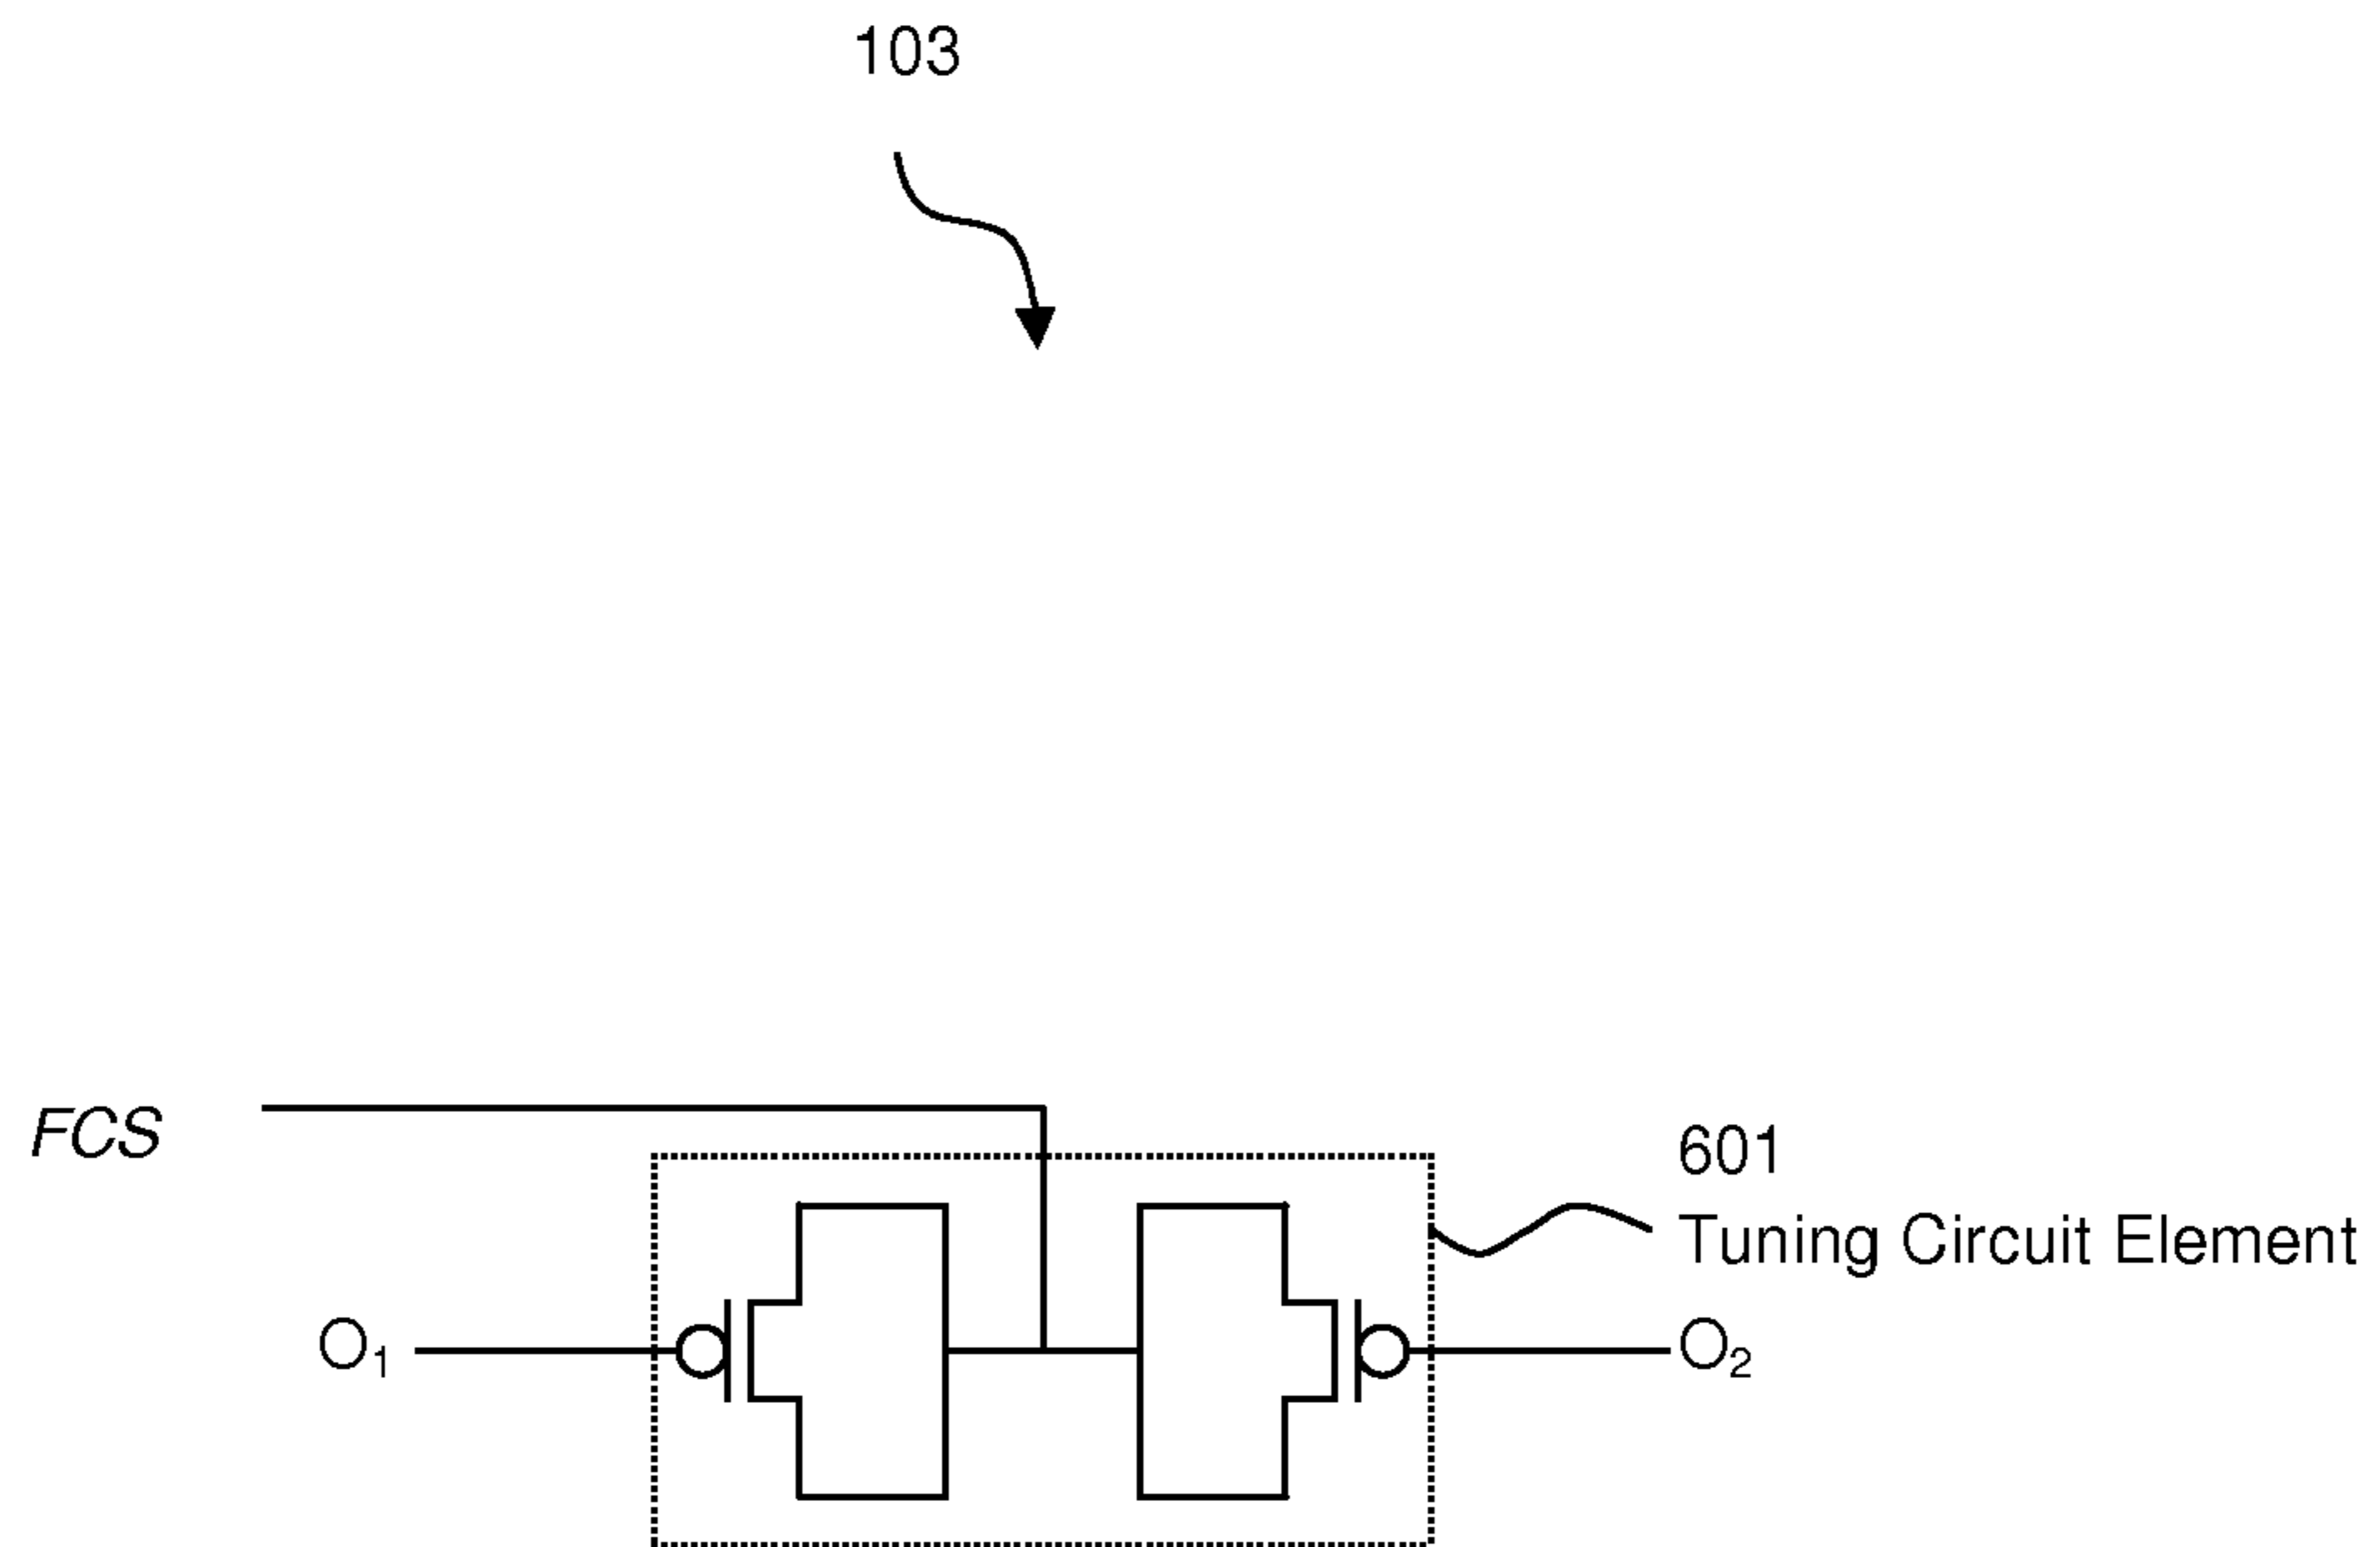 103
FCS
601
Tuning Circuit Element
O₁
O₂